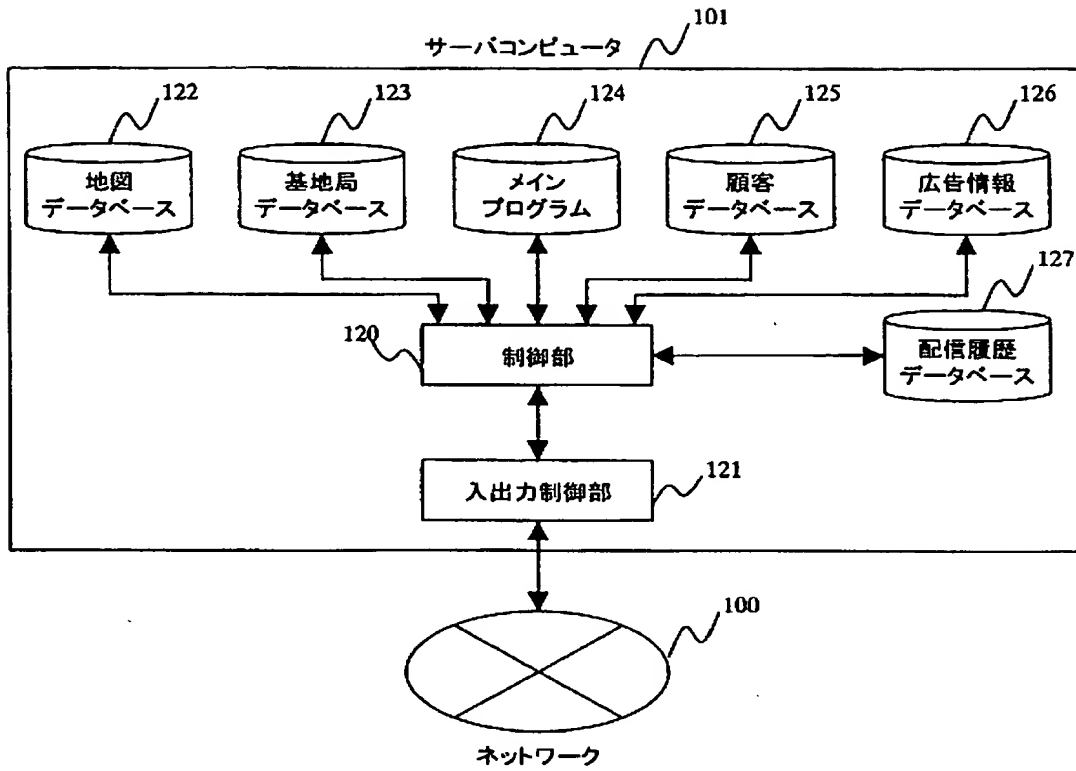 101
サーバコンピュータ
122
123
124
125
126
地図
データベース
基地局
データベース
メイン
プログラム
顧客
データベース
広告情報
データベース
127
120
制御部
配信履歴
データベース
121
入出力制御部
100
ネットワーク